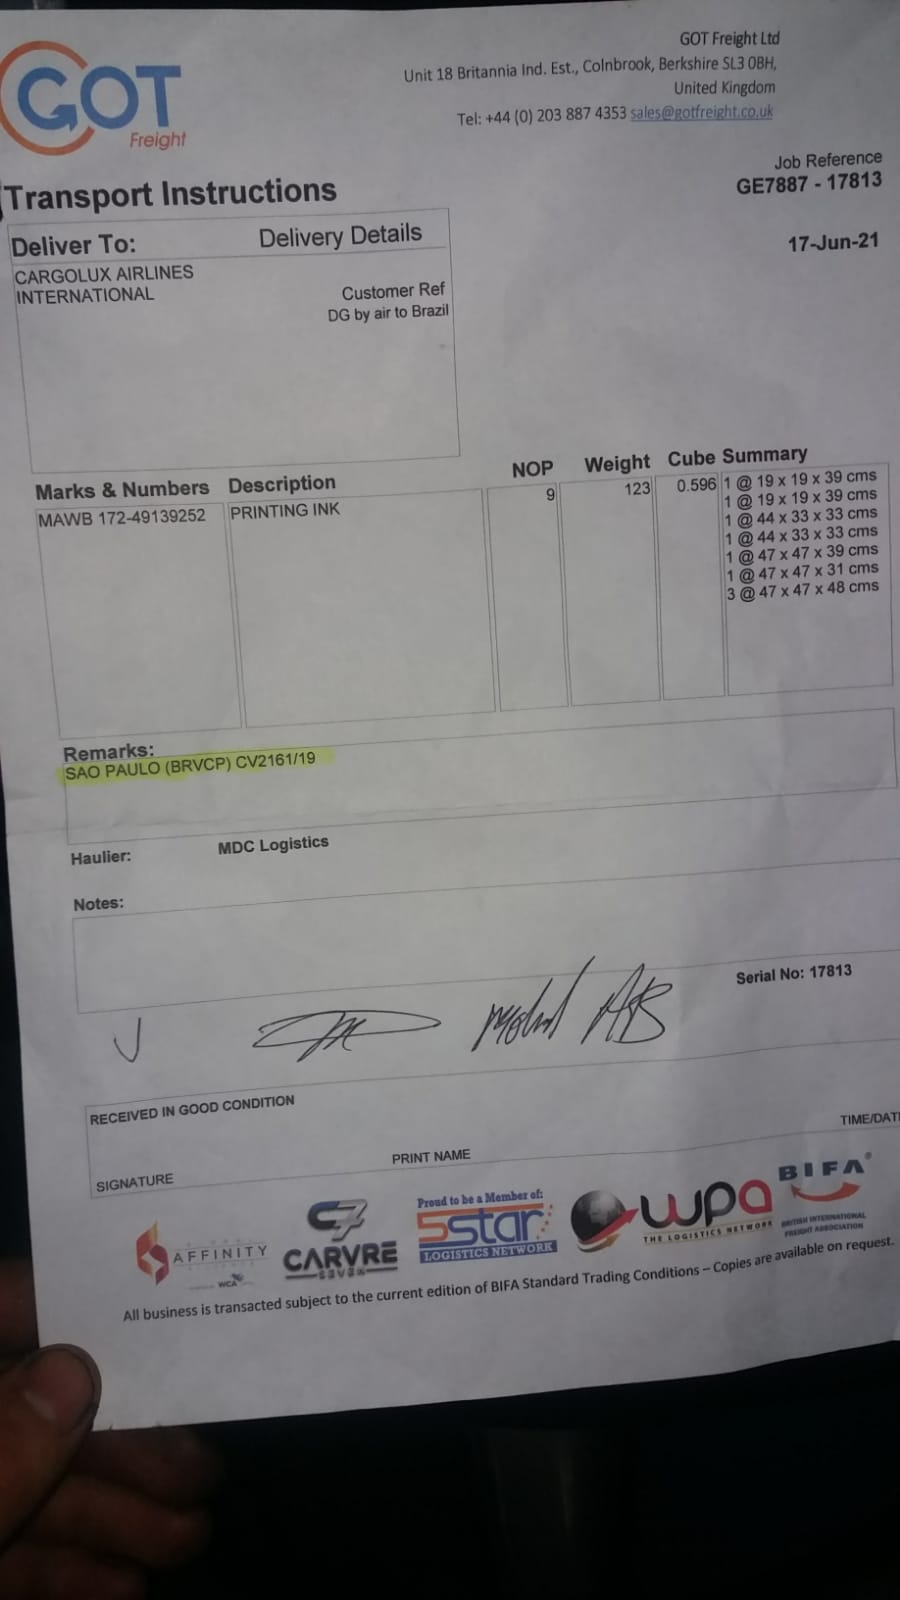 GOT
Freight
GOT Freight Ltd
Unit 18 Britannia Ind. Est., Colnbrook, Berkshire SL3 0BH,
United Kingdom
Tel: +44 (0) 203 887 4353 sales@gotfreight.co.uk
Job Reference
GE7887 - 17813
17-Jun-21
Transport Instructions
Deliver To: Delivery Details
CARGOLUX AIRLINES
INTERNATIONAL
Customer Ref
DG by air to Brazil
Marks & Numbers Description NOP Weight Cube Summary
MAWB 172-49139252 PRINTING INK 9 123 0.596 1 @ 19 x 19 x 39 cms
1 @ 19 x 19 x 39 cms
1 @ 44 x 33 x 33 cms
1 @ 44 x 33 x 33 cms
1 @ 47 x 47 x 39 cms
1 @ 47 x 47 x 31 cms
3 @ 47 x 47 x 48 cms
Remarks:
SAO PAULO (BRVCP) CV2161/19
Haulier: MDC Logistics
Notes:
Serial No: 17813
RECEIVED IN GOOD CONDITION
SIGNATURE PRINT NAME TIME/DAT
AFFINITY
WCA
C7
CARVRE
SEVEN
Proud to be a Member of:
5star
LOGISTICS NETWORK
wpa
THE LOGISTICS NETWORK
BIFA
BRITISH INTERNATIONAL
FREIGHT ASSOCIATION
All business is transacted subject to the current edition of BIFA Standard Trading Conditions – Copies are available on request.